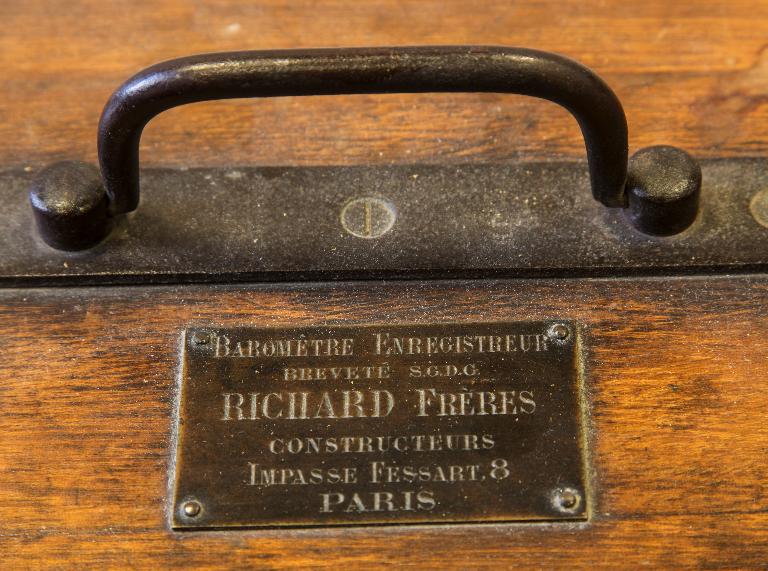 BAROMÈTRE ENREGISTREUR
BREVETÉ S.G.D.G.
RICHARD FRÈRES
CONSTRUCTEURS
IMPASSE FESSART, 8
PARIS